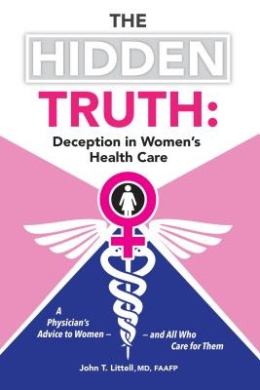 THE
HIDDEN
TRUTH:
Deception in Women's
Health Care
A
Physician's
Advice to Women –
– and All Who
Care for Them
John T. Littell, MD, FAAFP